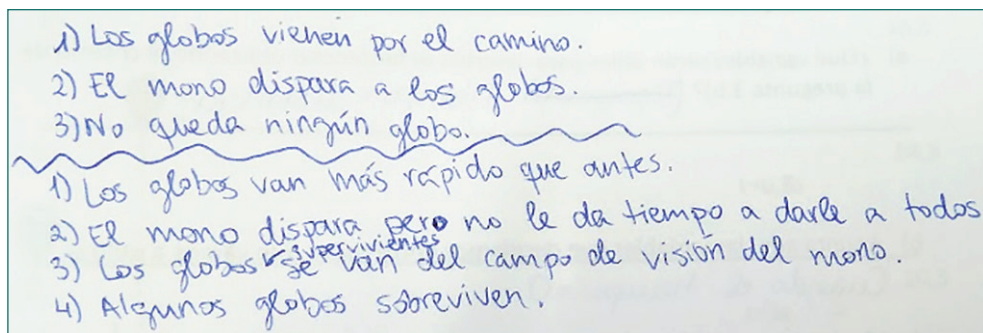 1) Los globos vienen por el camino.
2) El mono dispara a los globos.
3) No queda ningún globo.
1) Los globos van más rápido que antes.
2) El mono dispara pero no le da tiempo a darle a todos
3) Los globos supervivientes se van del campo de visión del mono.
4) Algunos globos sobreviven.